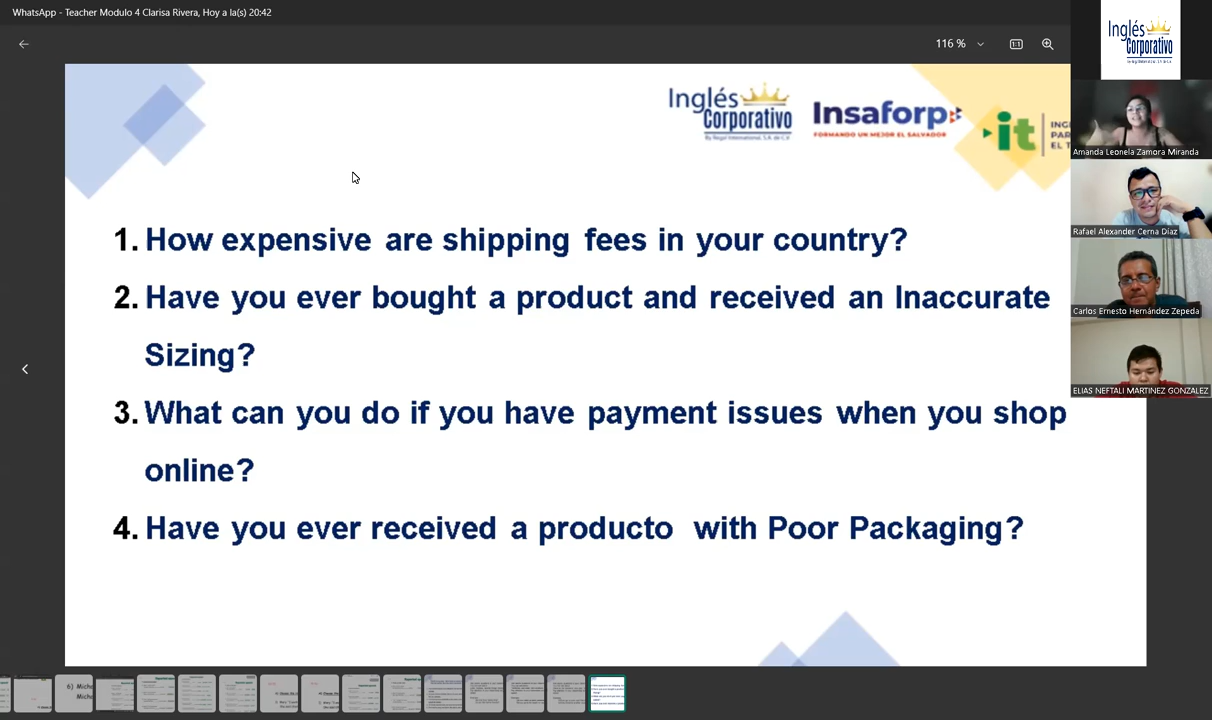 WhatsApp - Teacher Modulo 4 Clarisa Rivera, Hoy a la(s) 20:42
116 %
Inglés
Corporativo
Insaforp
FORMANDO UN MEJOR EL SALVADOR
it
1. How expensive are shipping fees in your country?
2. Have you ever bought a product and received an Inaccurate
Sizing?
3. What can you do if you have payment issues when you shop
online?
4. Have you ever received a producto with Poor Packaging?
Inglés
Corporativo
Amanda Leonela Zamora Miranda
Rafael Alexander Cerna Díaz
Carlos Ernesto Hernández Zepeda
ELIAS NEFTALI MARTINEZ GONZALEZ